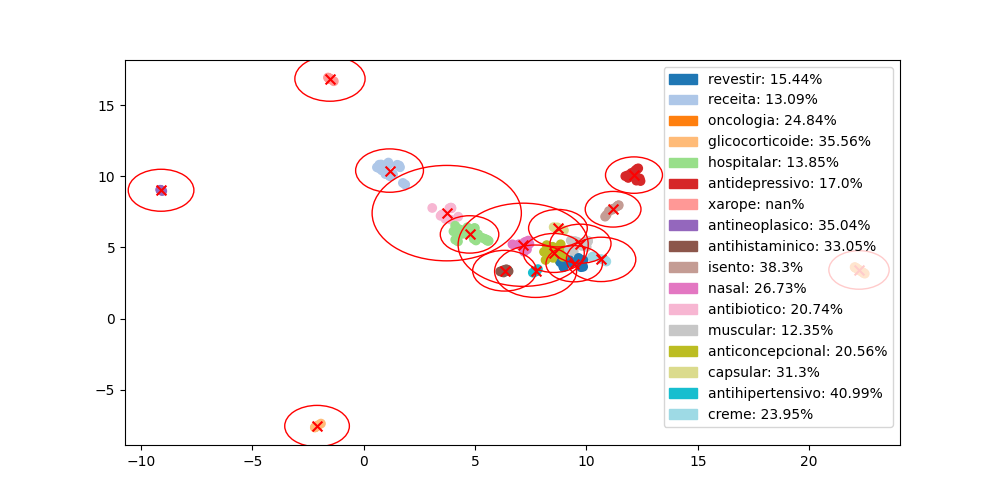 15
10
5
0
−5
−10
−5
0
5
10
15
20
revestir: 15.44%
receita: 13.09%
oncologia: 24.84%
glicocorticoide: 35.56%
hospitalar: 13.85%
antidepressivo: 17.0%
xarope: nan%
antineoplasico: 35.04%
antihistaminico: 33.05%
isento: 38.3%
nasal: 26.73%
antibiotico: 20.74%
muscular: 12.35%
anticoncepcional: 20.56%
capsular: 31.3%
antihipertensivo: 40.99%
creme: 23.95%